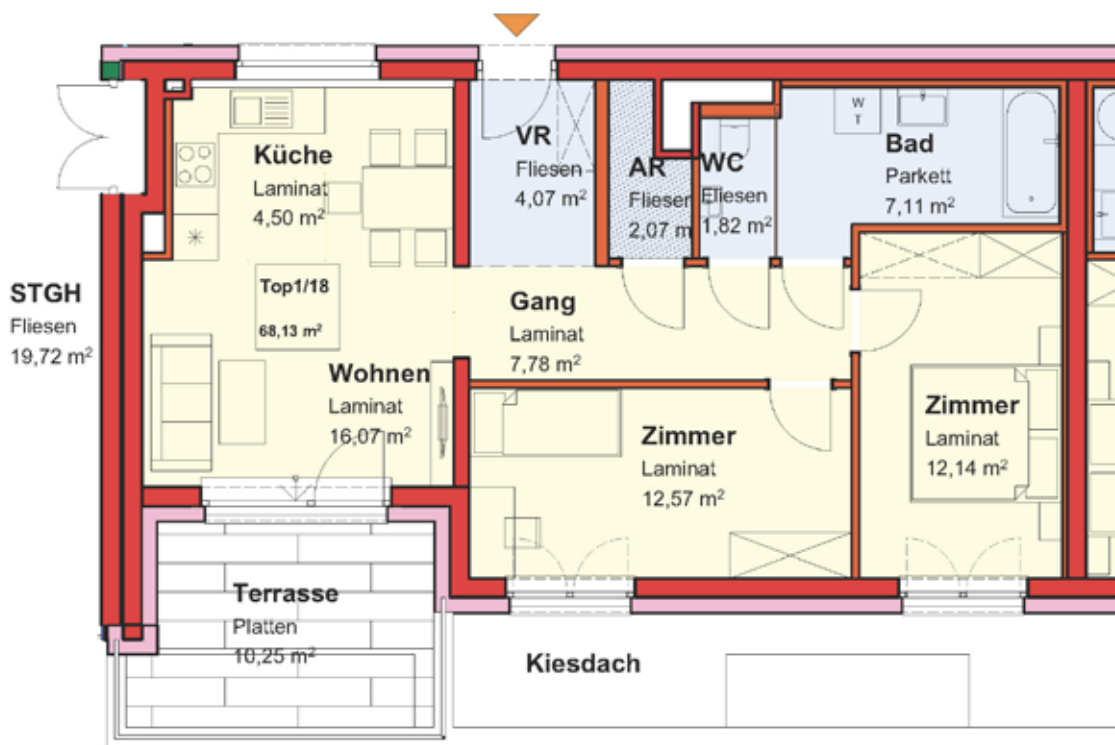 Küche
Laminat
4,50 m²
VR
Fliesen
4,07 m²
AR
Fliesen
2,07 m
WC
Fliesen
1,82 m²
W
T
Bad
Parkett
7,11 m²
STGH
Fliesen
19,72 m²
Top1/18
68,13 m²
Gang
Laminat
7,78 m²
Wohnen
Laminat
16,07 m²
Zimmer
Laminat
12,57 m²
Zimmer
Laminat
12,14 m²
Terrasse
Platten
10,25 m²
Kiesdach